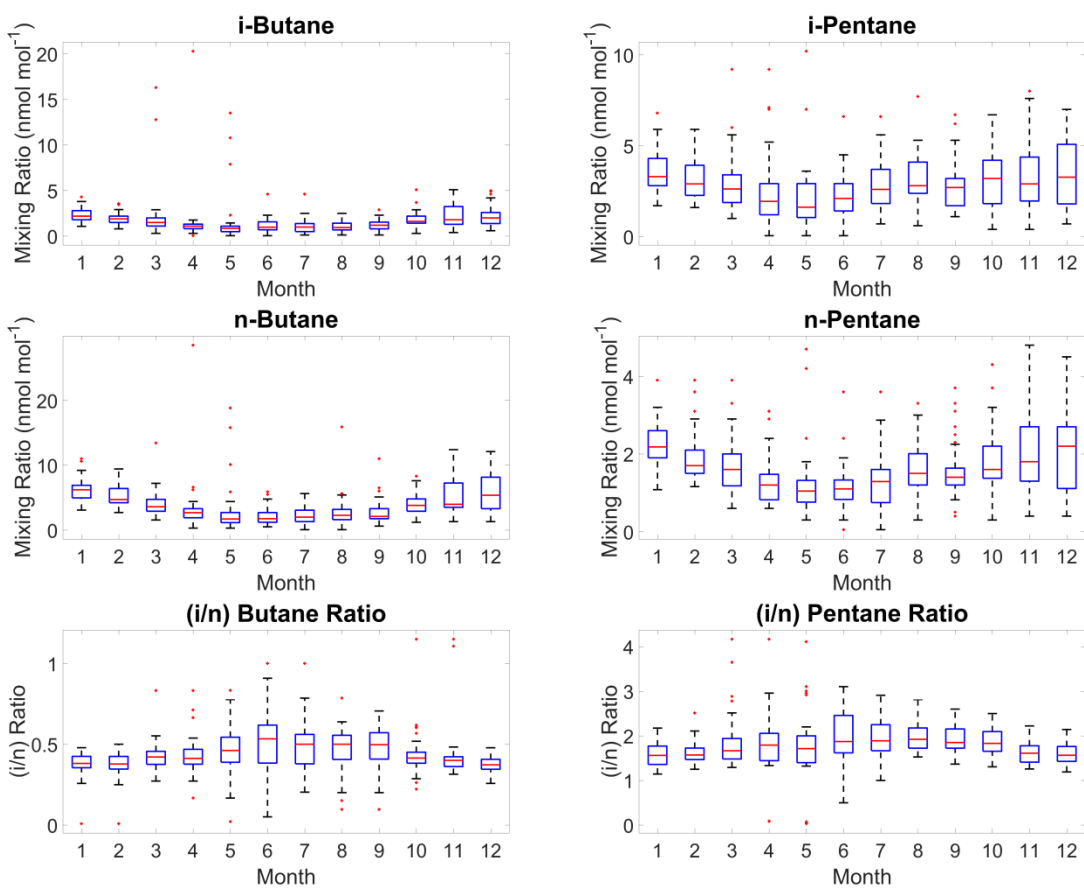 i-Butane
Mixing Ratio (nmol mol⁻¹)
20
15
10
5
0
1 2 3 4 5 6 7 8 9 10 11 12
Month
i-Pentane
Mixing Ratio (nmol mol⁻¹)
10
5
0
1 2 3 4 5 6 7 8 9 10 11 12
Month
n-Butane
Mixing Ratio (nmol mol⁻¹)
20
10
0
1 2 3 4 5 6 7 8 9 10 11 12
Month
n-Pentane
Mixing Ratio (nmol mol⁻¹)
4
2
0
1 2 3 4 5 6 7 8 9 10 11 12
Month
(i/n) Butane Ratio
(i/n) Ratio
1
0.5
0
1 2 3 4 5 6 7 8 9 10 11 12
Month
(i/n) Pentane Ratio
(i/n) Ratio
4
3
2
1
0
1 2 3 4 5 6 7 8 9 10 11 12
Month